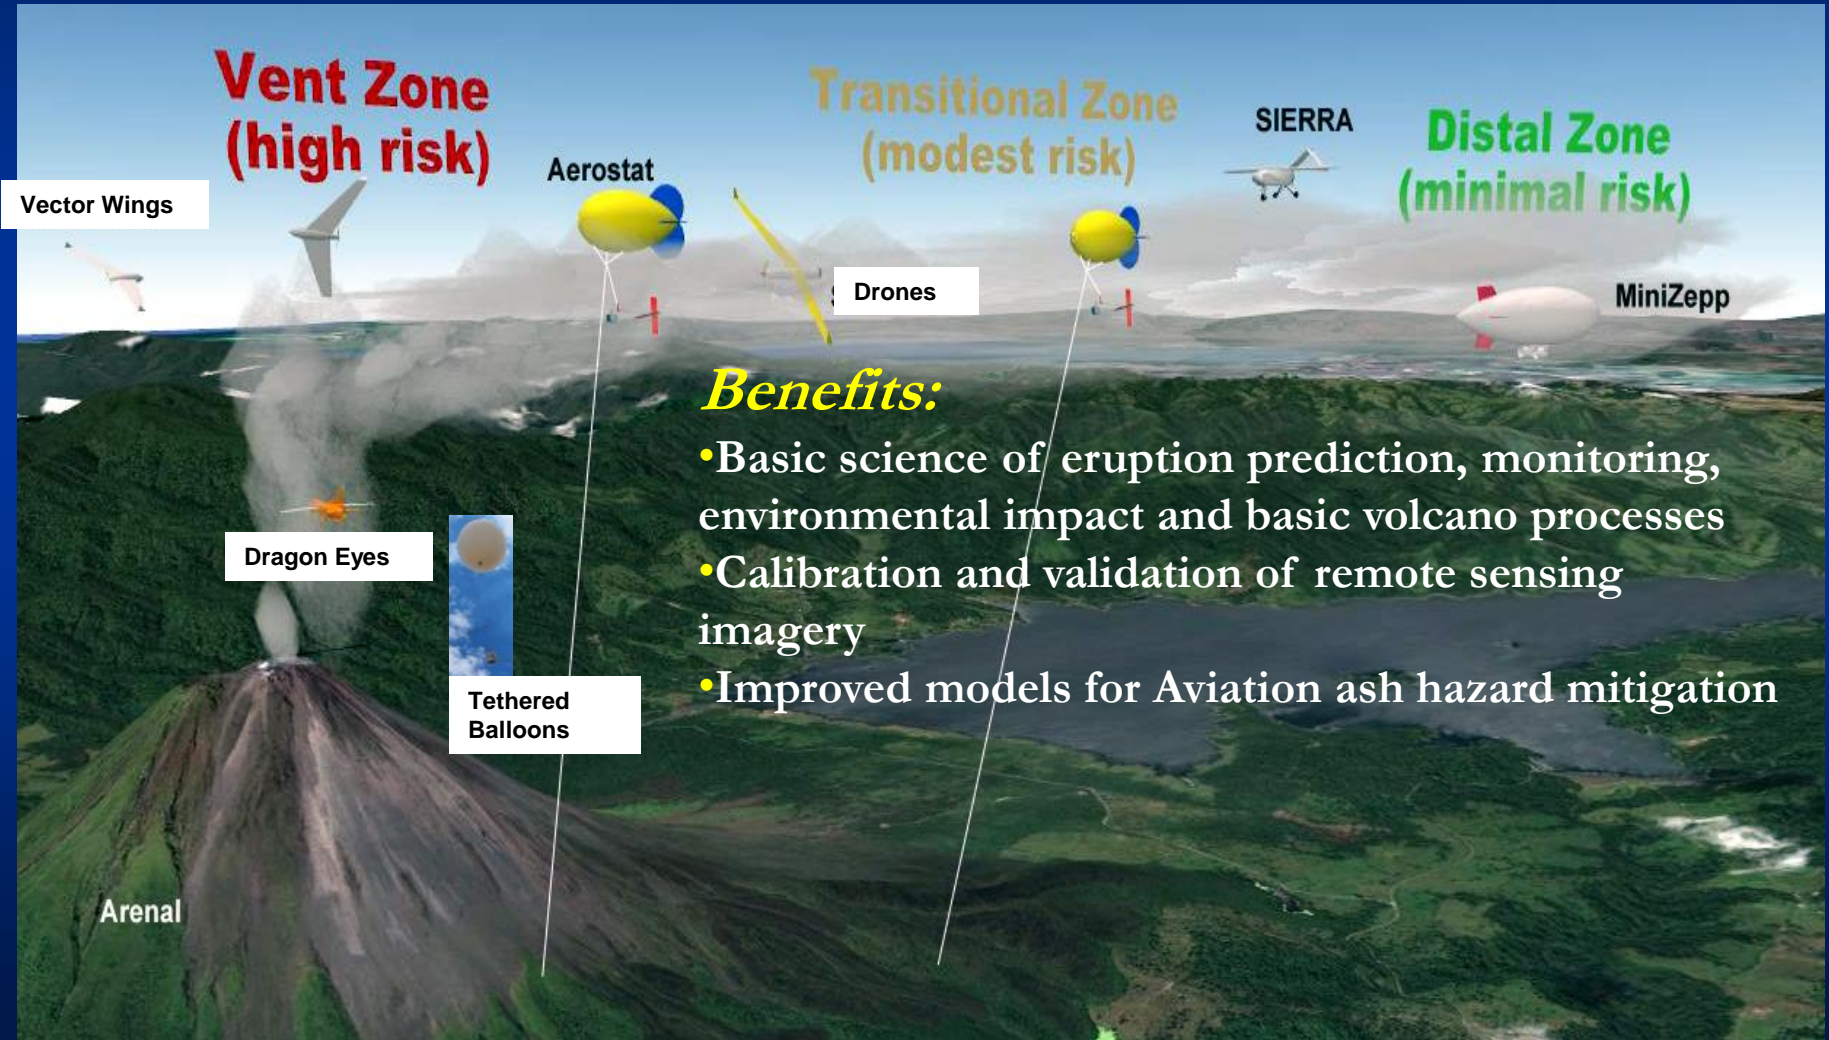 Vent Zone
(high risk)
Transitional Zone
(modest risk)
Distal Zone
(minimal risk)
SIERRA
Aerostat
Vector Wings
Drones
MiniZepp
Benefits:
•Basic science of eruption prediction, monitoring,
environmental impact and basic volcano processes
•Calibration and validation of remote sensing
imagery
•Improved models for Aviation ash hazard mitigation
Dragon Eyes
Tethered
Balloons
Arenal